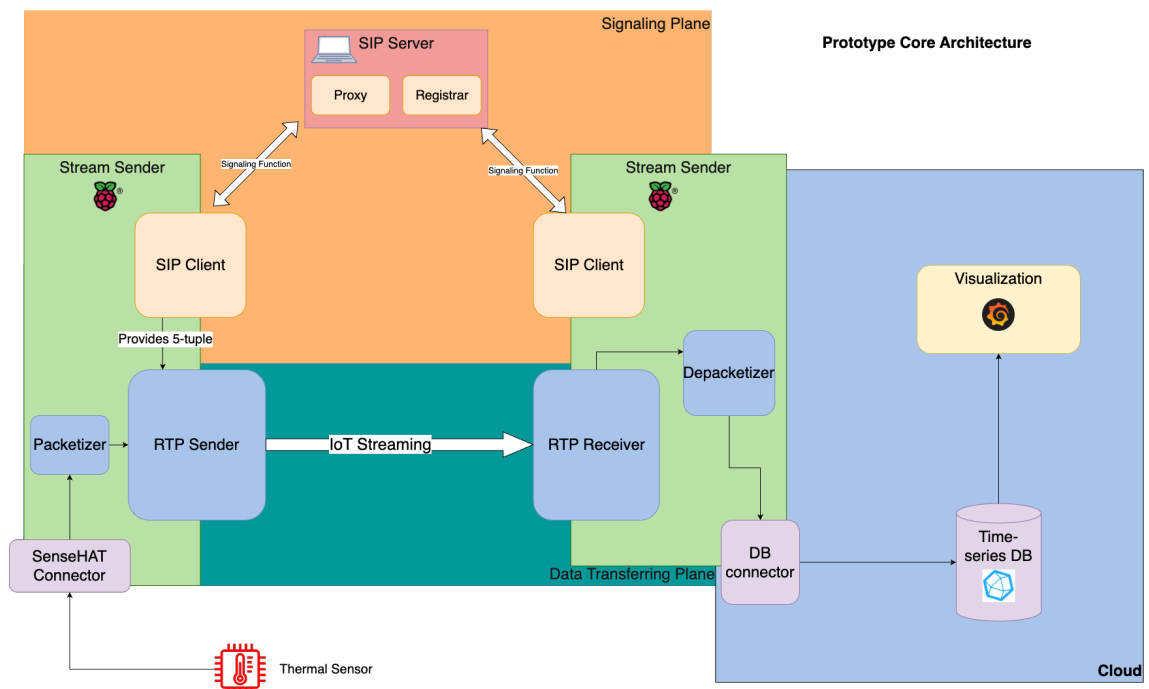 Signaling Plane
Prototype Core Architecture
SIP Server
Proxy
Registrar
Signaling Function
Signaling Function
Stream Sender
®
Stream Sender
®
SIP Client
SIP Client
Visualization
Provides 5-tuple
Depacketizer
Packetizer
RTP Sender
IoT Streaming
RTP Receiver
SenseHAT
Connector
DB
connector
Time-
series DB
Data Transferring Plane
Thermal Sensor
Cloud